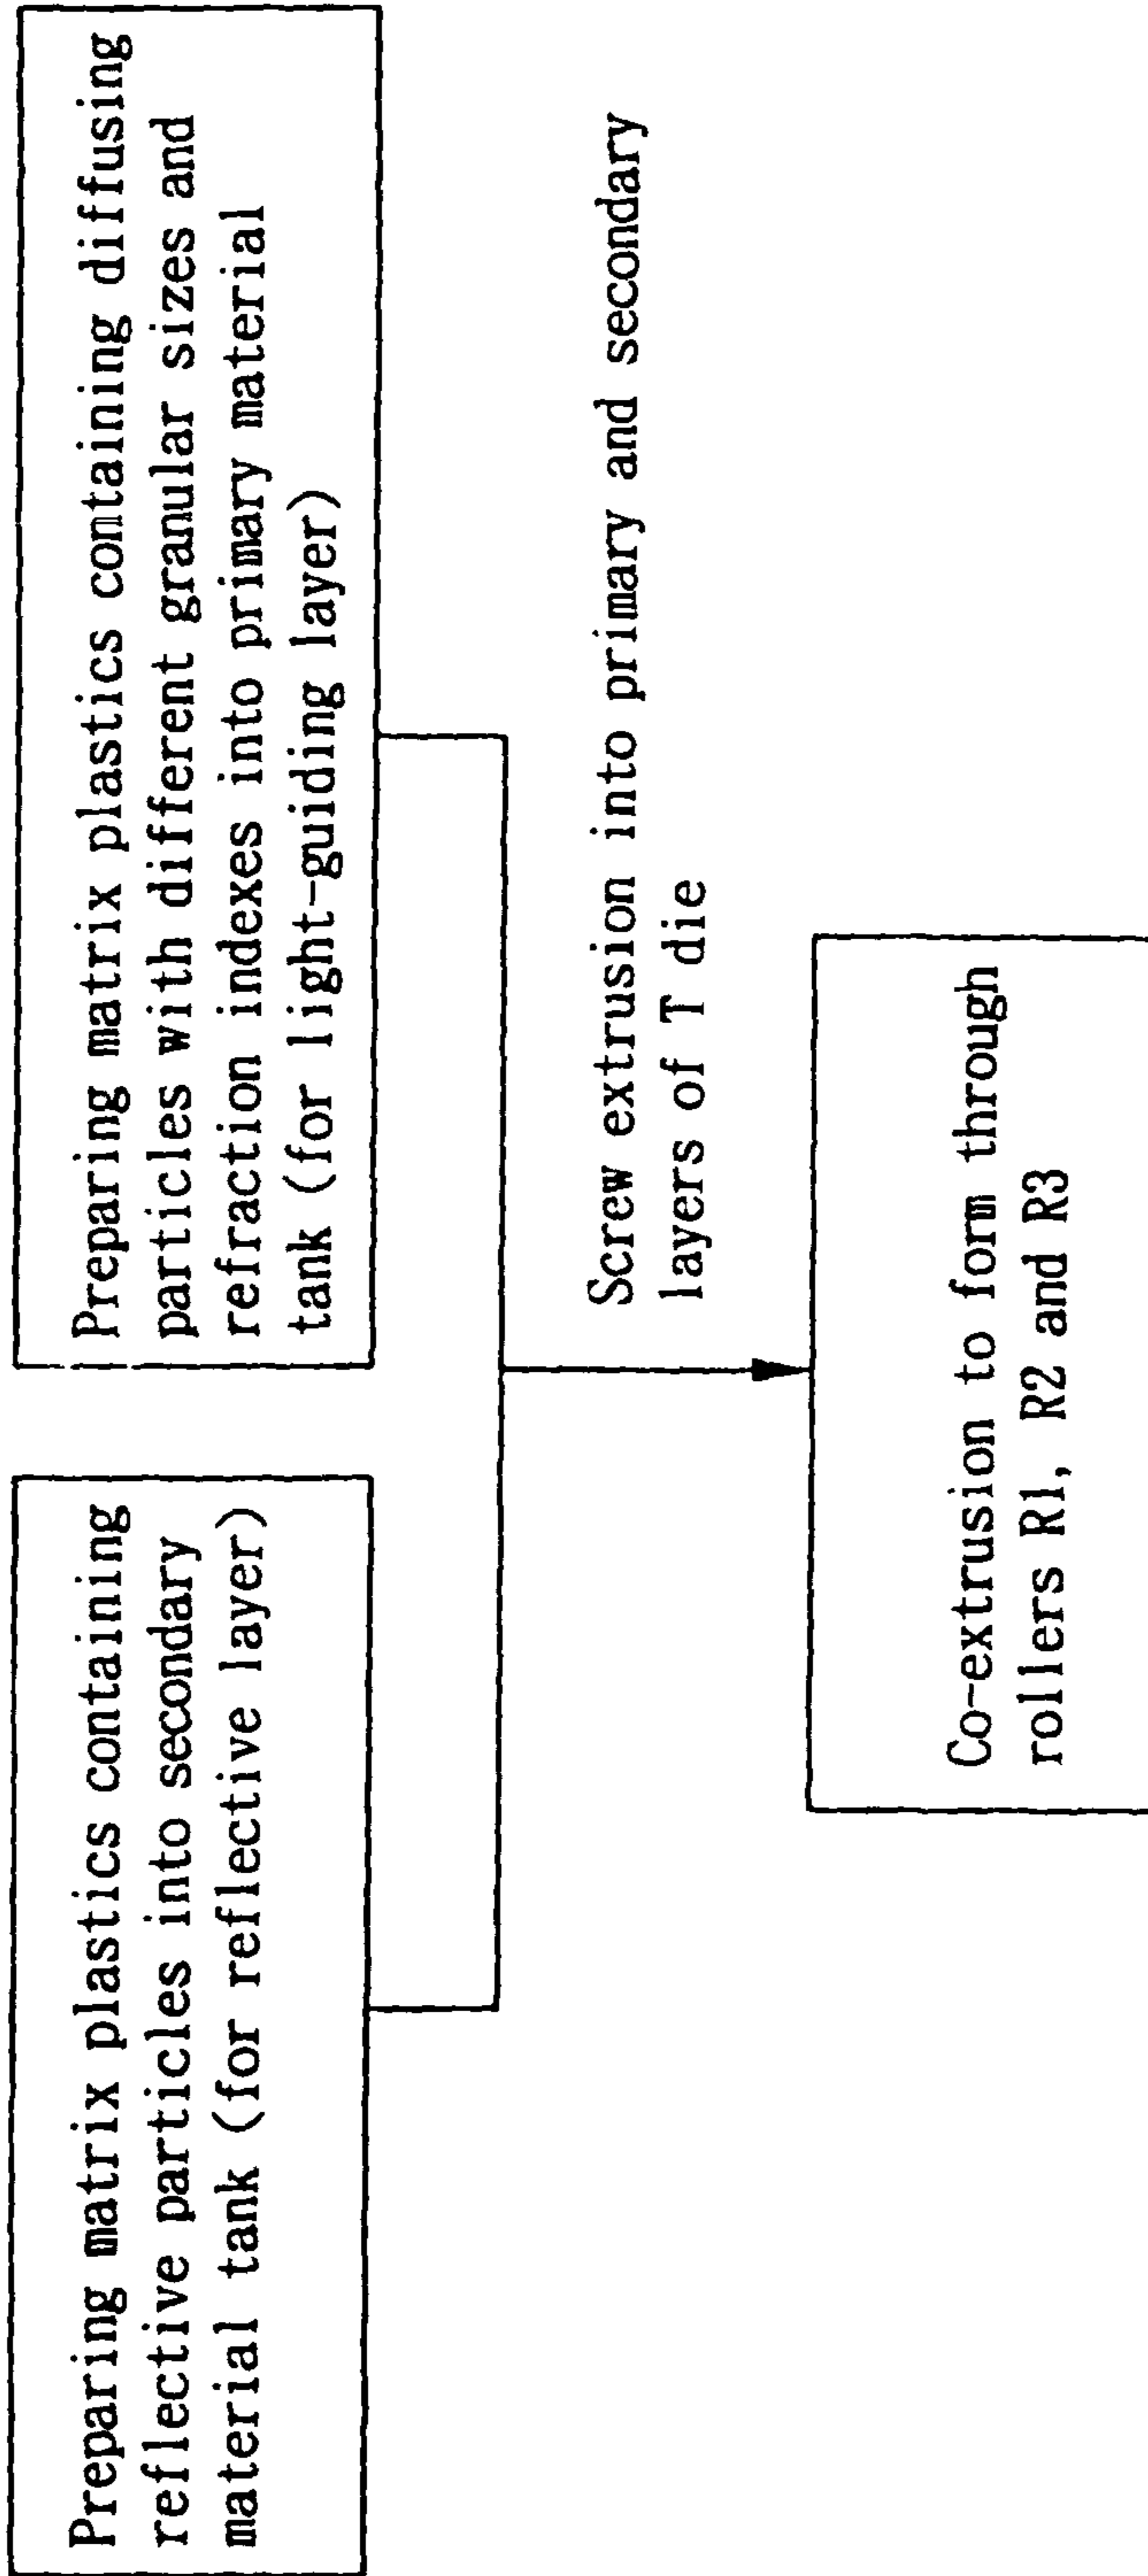 Preparing matrix plastics containing
reflective particles into secondary
material tank (for reflective layer)
Preparing matrix plastics containing diffusing
particles with different granular sizes and
refraction indexes into primary material
tank (for light-guiding layer)
Screw extrusion into primary and secondary
layers of T die
Co-extrusion to form through
rollers R1, R2 and R3